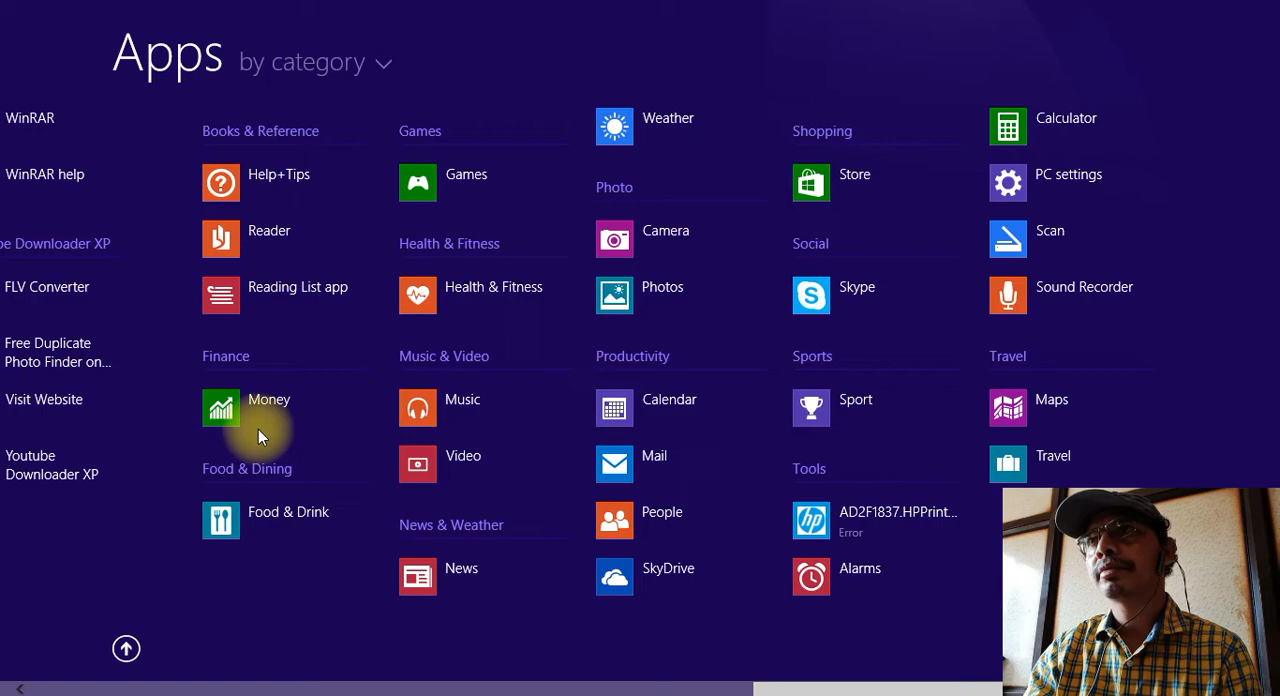 Apps by category
WinRAR
WinRAR help
be Downloader XP
FLV Converter
Free Duplicate
Photo Finder on...
Visit Website
Youtube
Downloader XP
Books & Reference
Help+Tips
Reader
Reading List app
Finance
Money
Food & Dining
Food & Drink
Games
Games
Health & Fitness
Health & Fitness
Music & Video
Music
Video
News & Weather
News
Weather
Photo
Camera
Photos
Productivity
Calendar
Mail
People
SkyDrive
Shopping
Store
Social
Skype
Sports
Sport
Tools
hp
AD2F1837.HPPrint...
Error
Alarms
Calculator
PC settings
Scan
Sound Recorder
Travel
Maps
Travel